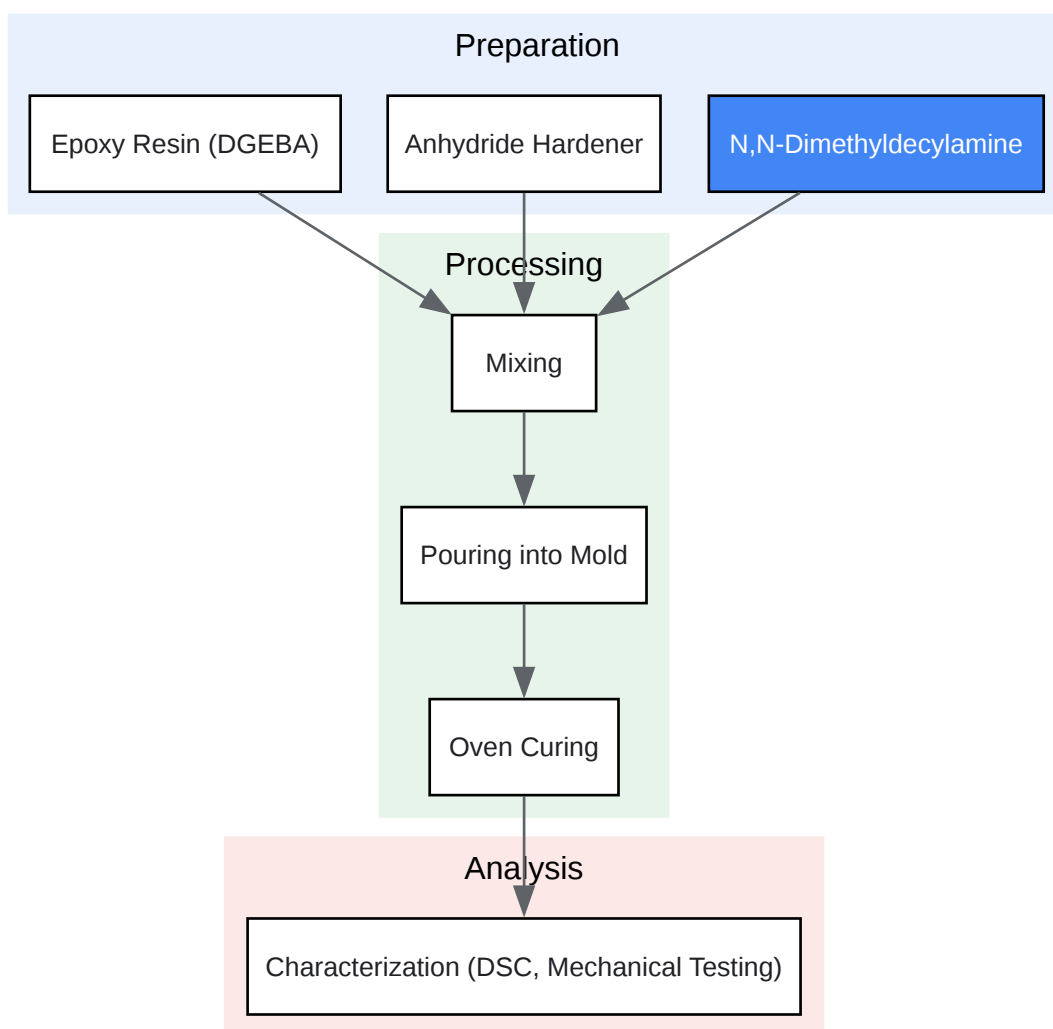 Preparation
Epoxy Resin (DGEBA)
Anhydride Hardener
N,N-Dimethyldecylamine
Processing
Mixing
Pouring into Mold
Oven Curing
Analysis
Characterization (DSC, Mechanical Testing)